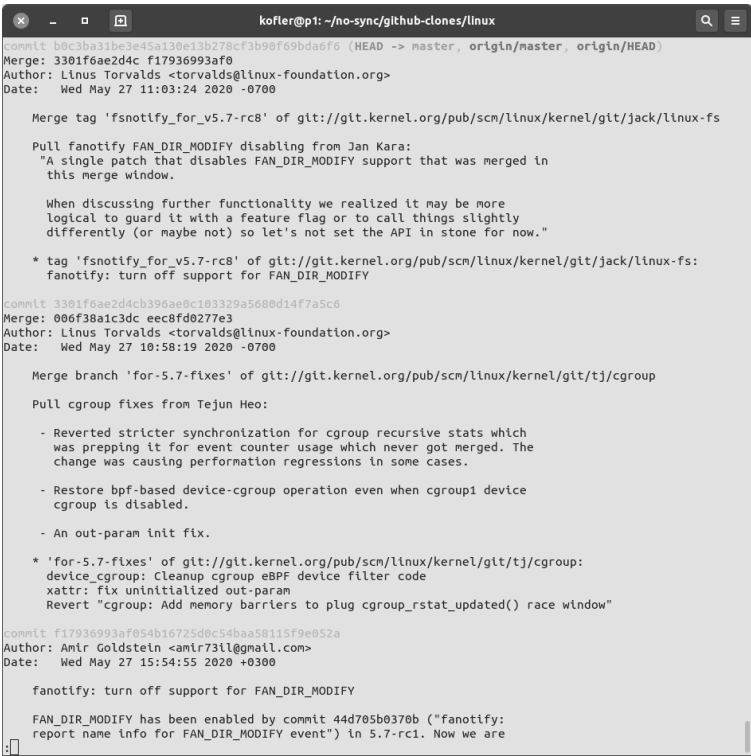 kofler@p1: ~/no-sync/github-clones/linux
commit b0c3ba31be3e45a130e13b278cf3b90f69bda6f6 (HEAD -> master, origin/master, origin/HEAD)
Merge: 3301f6ae2d4c f17936993af0
Author: Linus Torvalds <torvalds@linux-foundation.org>
Date:   Wed May 27 11:03:24 2020 -0700
    Merge tag 'fsnotify_for_v5.7-rc8' of git://git.kernel.org/pub/scm/linux/kernel/git/jack/linux-fs
    Pull fanotify FAN_DIR_MODIFY disabling from Jan Kara:
     "A single patch that disables FAN_DIR_MODIFY support that was merged in
      this merge window.
      When discussing further functionality we realized it may be more
      logical to guard it with a feature flag or to call things slightly
      differently (or maybe not) so let's not set the API in stone for now."
    * tag 'fsnotify_for_v5.7-rc8' of git://git.kernel.org/pub/scm/linux/kernel/git/jack/linux-fs:
      fanotify: turn off support for FAN_DIR_MODIFY
commit 3301f6ae2d4cb396ae0c103329a5680d14f7a5c6
Merge: 006f38a1c3dc eec8fd0277e3
Author: Linus Torvalds <torvalds@linux-foundation.org>
Date:   Wed May 27 10:58:19 2020 -0700
    Merge branch 'for-5.7-fixes' of git://git.kernel.org/pub/scm/linux/kernel/git/tj/cgroup
    Pull cgroup fixes from Tejun Heo:
     - Reverted stricter synchronization for cgroup recursive stats which
       was prepping it for event counter usage which never got merged. The
       change was causing performation regressions in some cases.
     - Restore bpf-based device-cgroup operation even when cgroup1 device
       cgroup is disabled.
     - An out-param init fix.
    * 'for-5.7-fixes' of git://git.kernel.org/pub/scm/linux/kernel/git/tj/cgroup:
      device_cgroup: Cleanup cgroup eBPF device filter code
      xattr: fix uninitialized out-param
      Revert "cgroup: Add memory barriers to plug cgroup_rstat_updated() race window"
commit f17936993af054b16725d0c54baa58115f9e052a
Author: Amir Goldstein <amir73il@gmail.com>
Date:   Wed May 27 15:54:55 2020 +0300
    fanotify: turn off support for FAN_DIR_MODIFY
    FAN_DIR_MODIFY has been enabled by commit 44d705b0370b ("fanotify:
    report name info for FAN_DIR_MODIFY event") in 5.7-rc1. Now we are
: